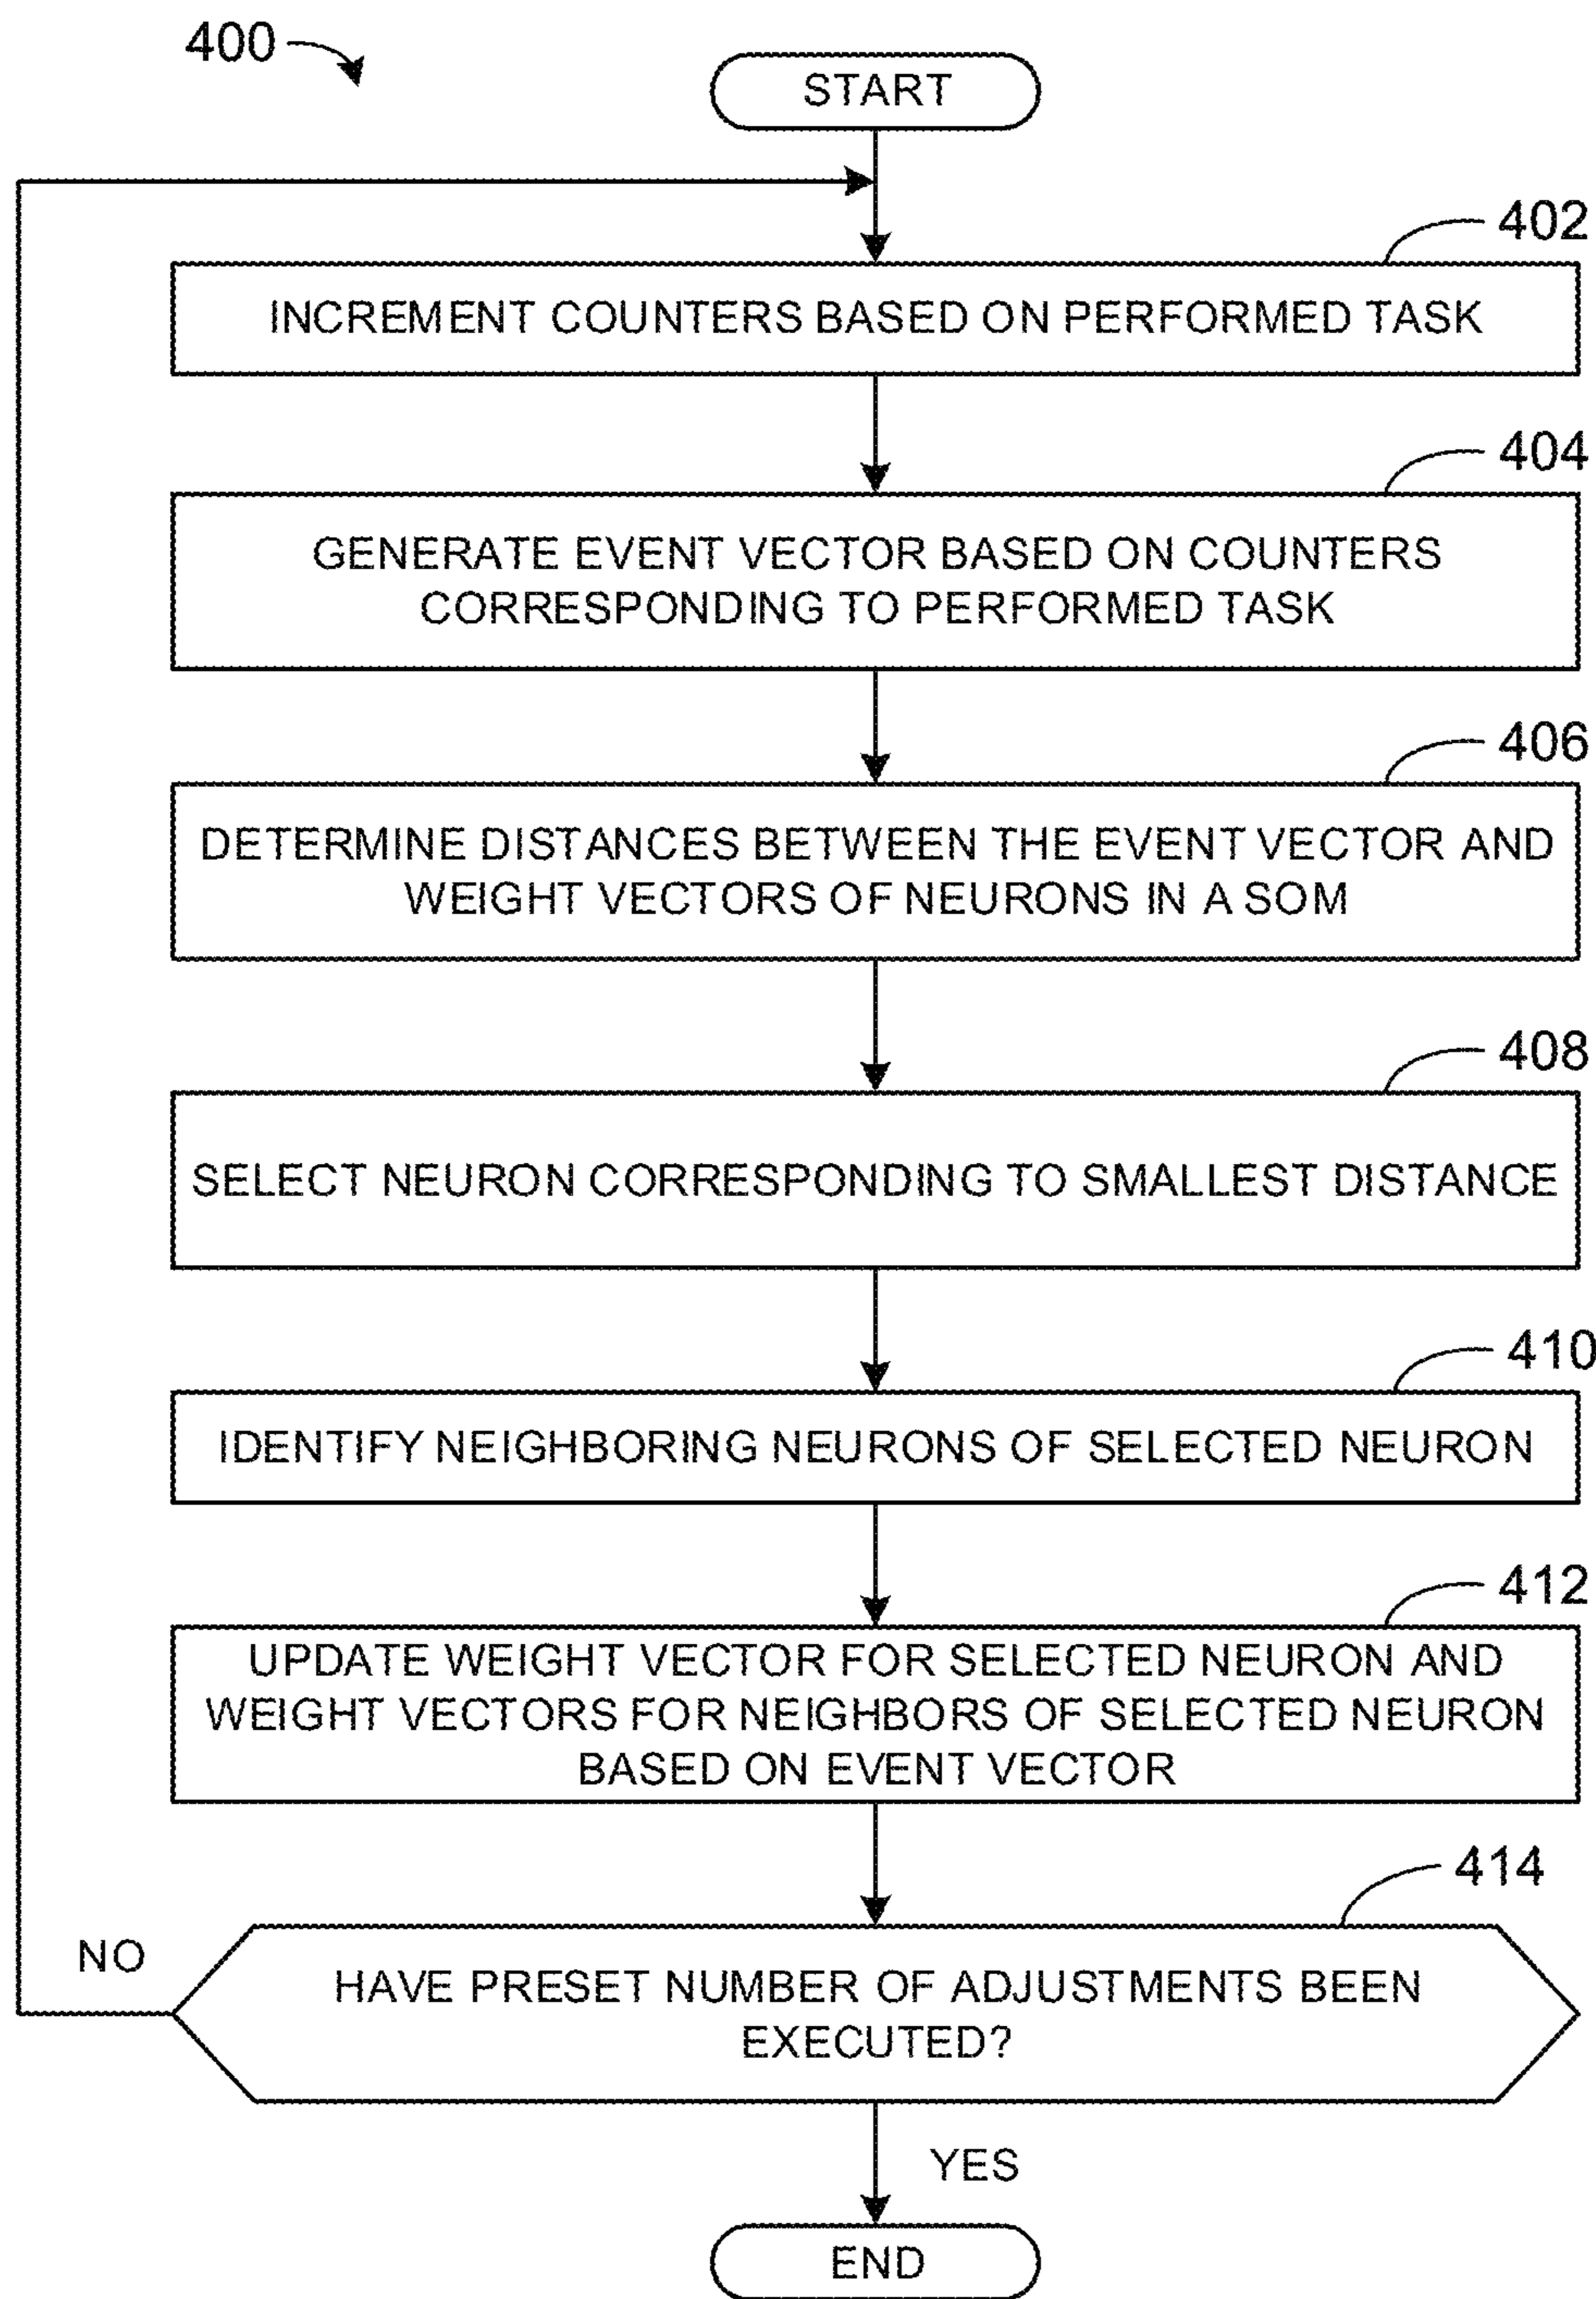 400
START
402
INCREMENT COUNTERS BASED ON PERFORMED TASK
404
GENERATE EVENT VECTOR BASED ON COUNTERS
CORRESPONDING TO PERFORMED TASK
406
DETERMINE DISTANCES BETWEEN THE EVENT VECTOR AND
WEIGHT VECTORS OF NEURONS IN A SOM
408
SELECT NEURON CORRESPONDING TO SMALLEST DISTANCE
410
IDENTIFY NEIGHBORING NEURONS OF SELECTED NEURON
412
UPDATE WEIGHT VECTOR FOR SELECTED NEURON AND
WEIGHT VECTORS FOR NEIGHBORS OF SELECTED NEURON
BASED ON EVENT VECTOR
414
NO
HAVE PRESET NUMBER OF ADJUSTMENTS BEEN
EXECUTED?
YES
END